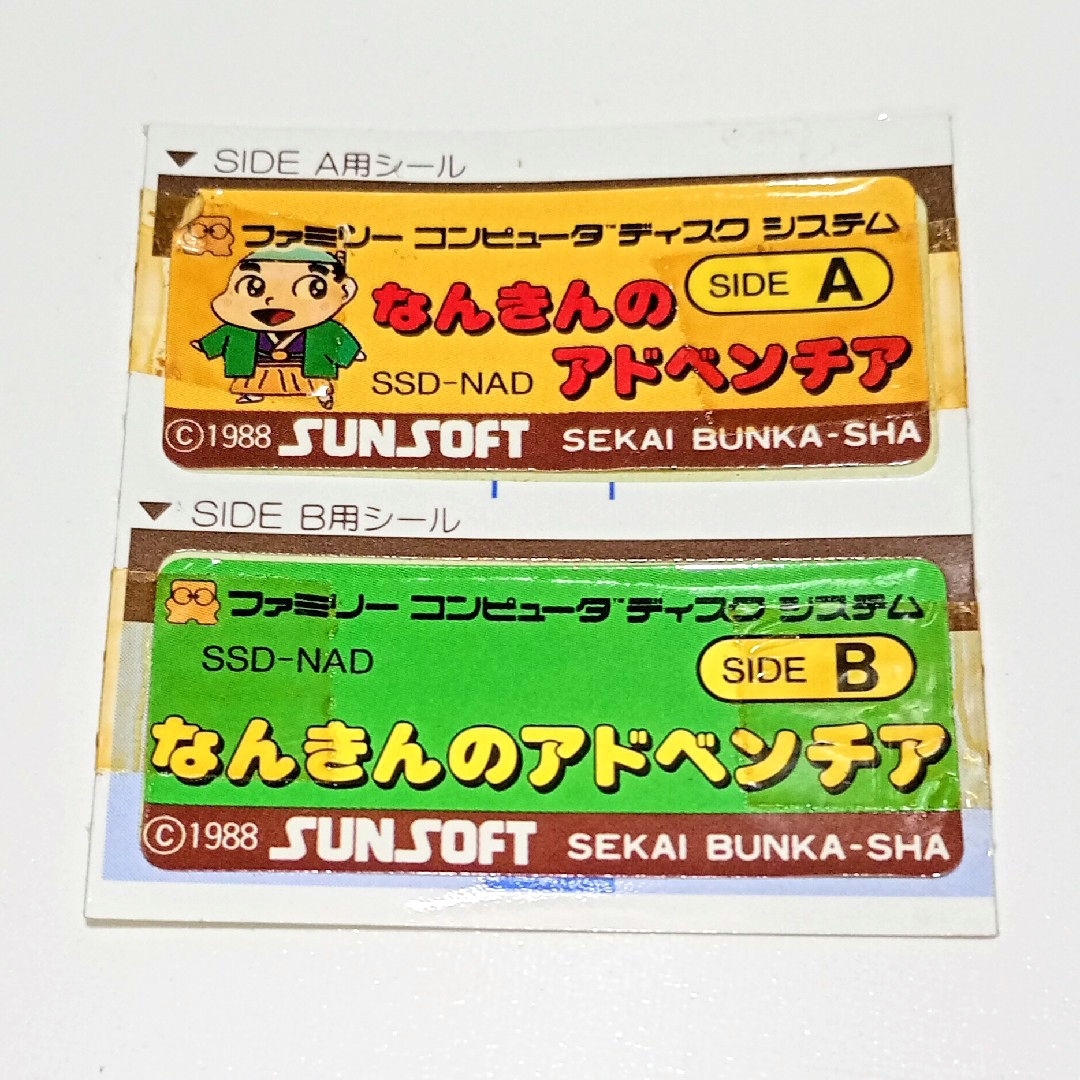 ▼ SIDE A用シール
ファミリー コンピュータ™ ディスク システム
SIDE A
なんきんの
アドベンチア
SSD-NAD
©1988 SUNSOFT SEKAI BUNKA-SHA
▼ SIDE B用シール
ファミリー コンピュータ™ ディスク システム
SSD-NAD
SIDE B
なんきんのアドベンチア
©1988 SUNSOFT SEKAI BUNKA-SHA